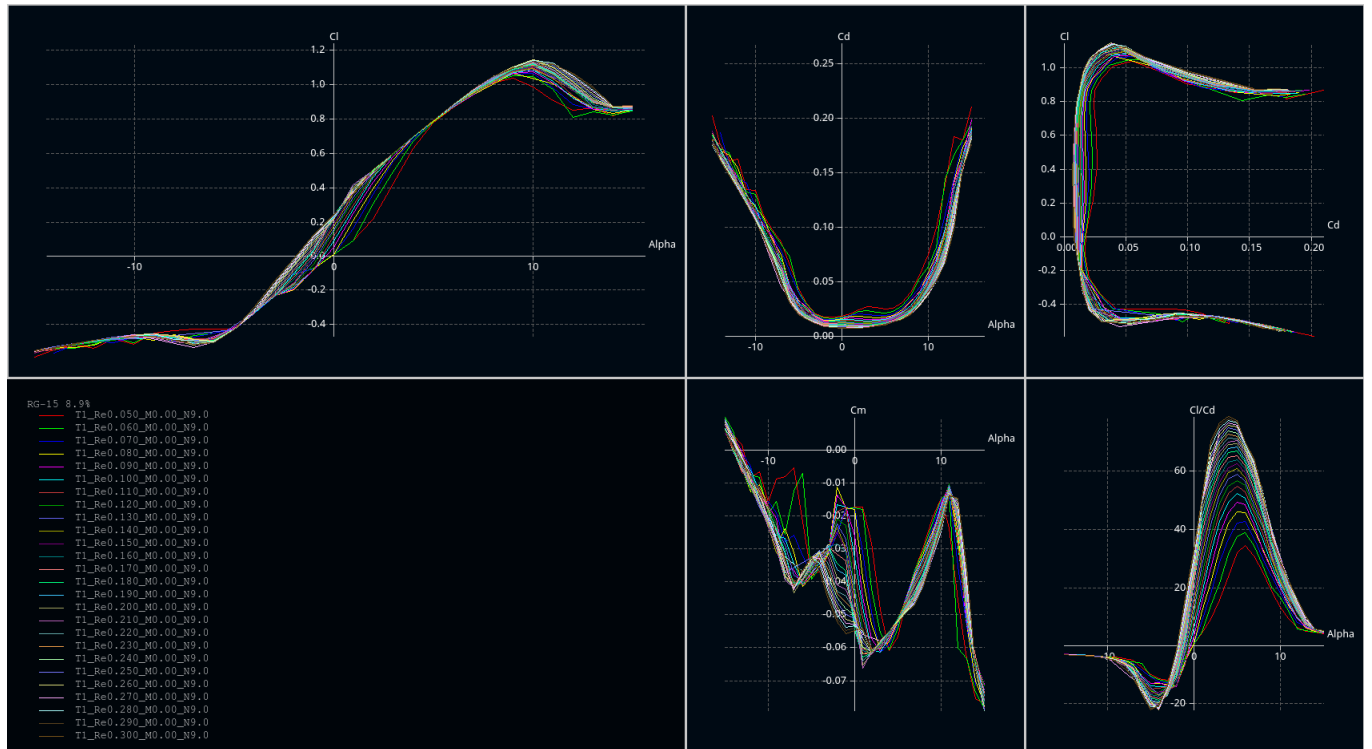 Cl
1.2
1.0
0.8
0.6
0.4
0.2
0.0
-0.2
-0.4
-10
0
10
Alpha
Cd
0.25
0.20
0.15
0.10
0.05
0.00
-10
0
10
Alpha
Cl
1.0
0.8
0.6
0.4
0.2
0.0
-0.2
-0.4
0.00
0.05
0.10
0.15
0.20
Cd
RG-15 8.9%
T1_Re0.050_M0.00_N9.0
T1_Re0.060_M0.00_N9.0
T1_Re0.070_M0.00_N9.0
T1_Re0.080_M0.00_N9.0
T1_Re0.090_M0.00_N9.0
T1_Re0.100_M0.00_N9.0
T1_Re0.110_M0.00_N9.0
T1_Re0.120_M0.00_N9.0
T1_Re0.130_M0.00_N9.0
T1_Re0.140_M0.00_N9.0
T1_Re0.150_M0.00_N9.0
T1_Re0.160_M0.00_N9.0
T1_Re0.170_M0.00_N9.0
T1_Re0.180_M0.00_N9.0
T1_Re0.190_M0.00_N9.0
T1_Re0.200_M0.00_N9.0
T1_Re0.210_M0.00_N9.0
T1_Re0.220_M0.00_N9.0
T1_Re0.230_M0.00_N9.0
T1_Re0.240_M0.00_N9.0
T1_Re0.250_M0.00_N9.0
T1_Re0.260_M0.00_N9.0
T1_Re0.270_M0.00_N9.0
T1_Re0.280_M0.00_N9.0
T1_Re0.290_M0.00_N9.0
T1_Re0.300_M0.00_N9.0
Cm
Alpha
0.00
-10
0
10
-0.01
-0.02
-0.03
-0.04
-0.05
-0.06
-0.07
Cl/Cd
60
40
20
Alpha
-10
0
10
-20